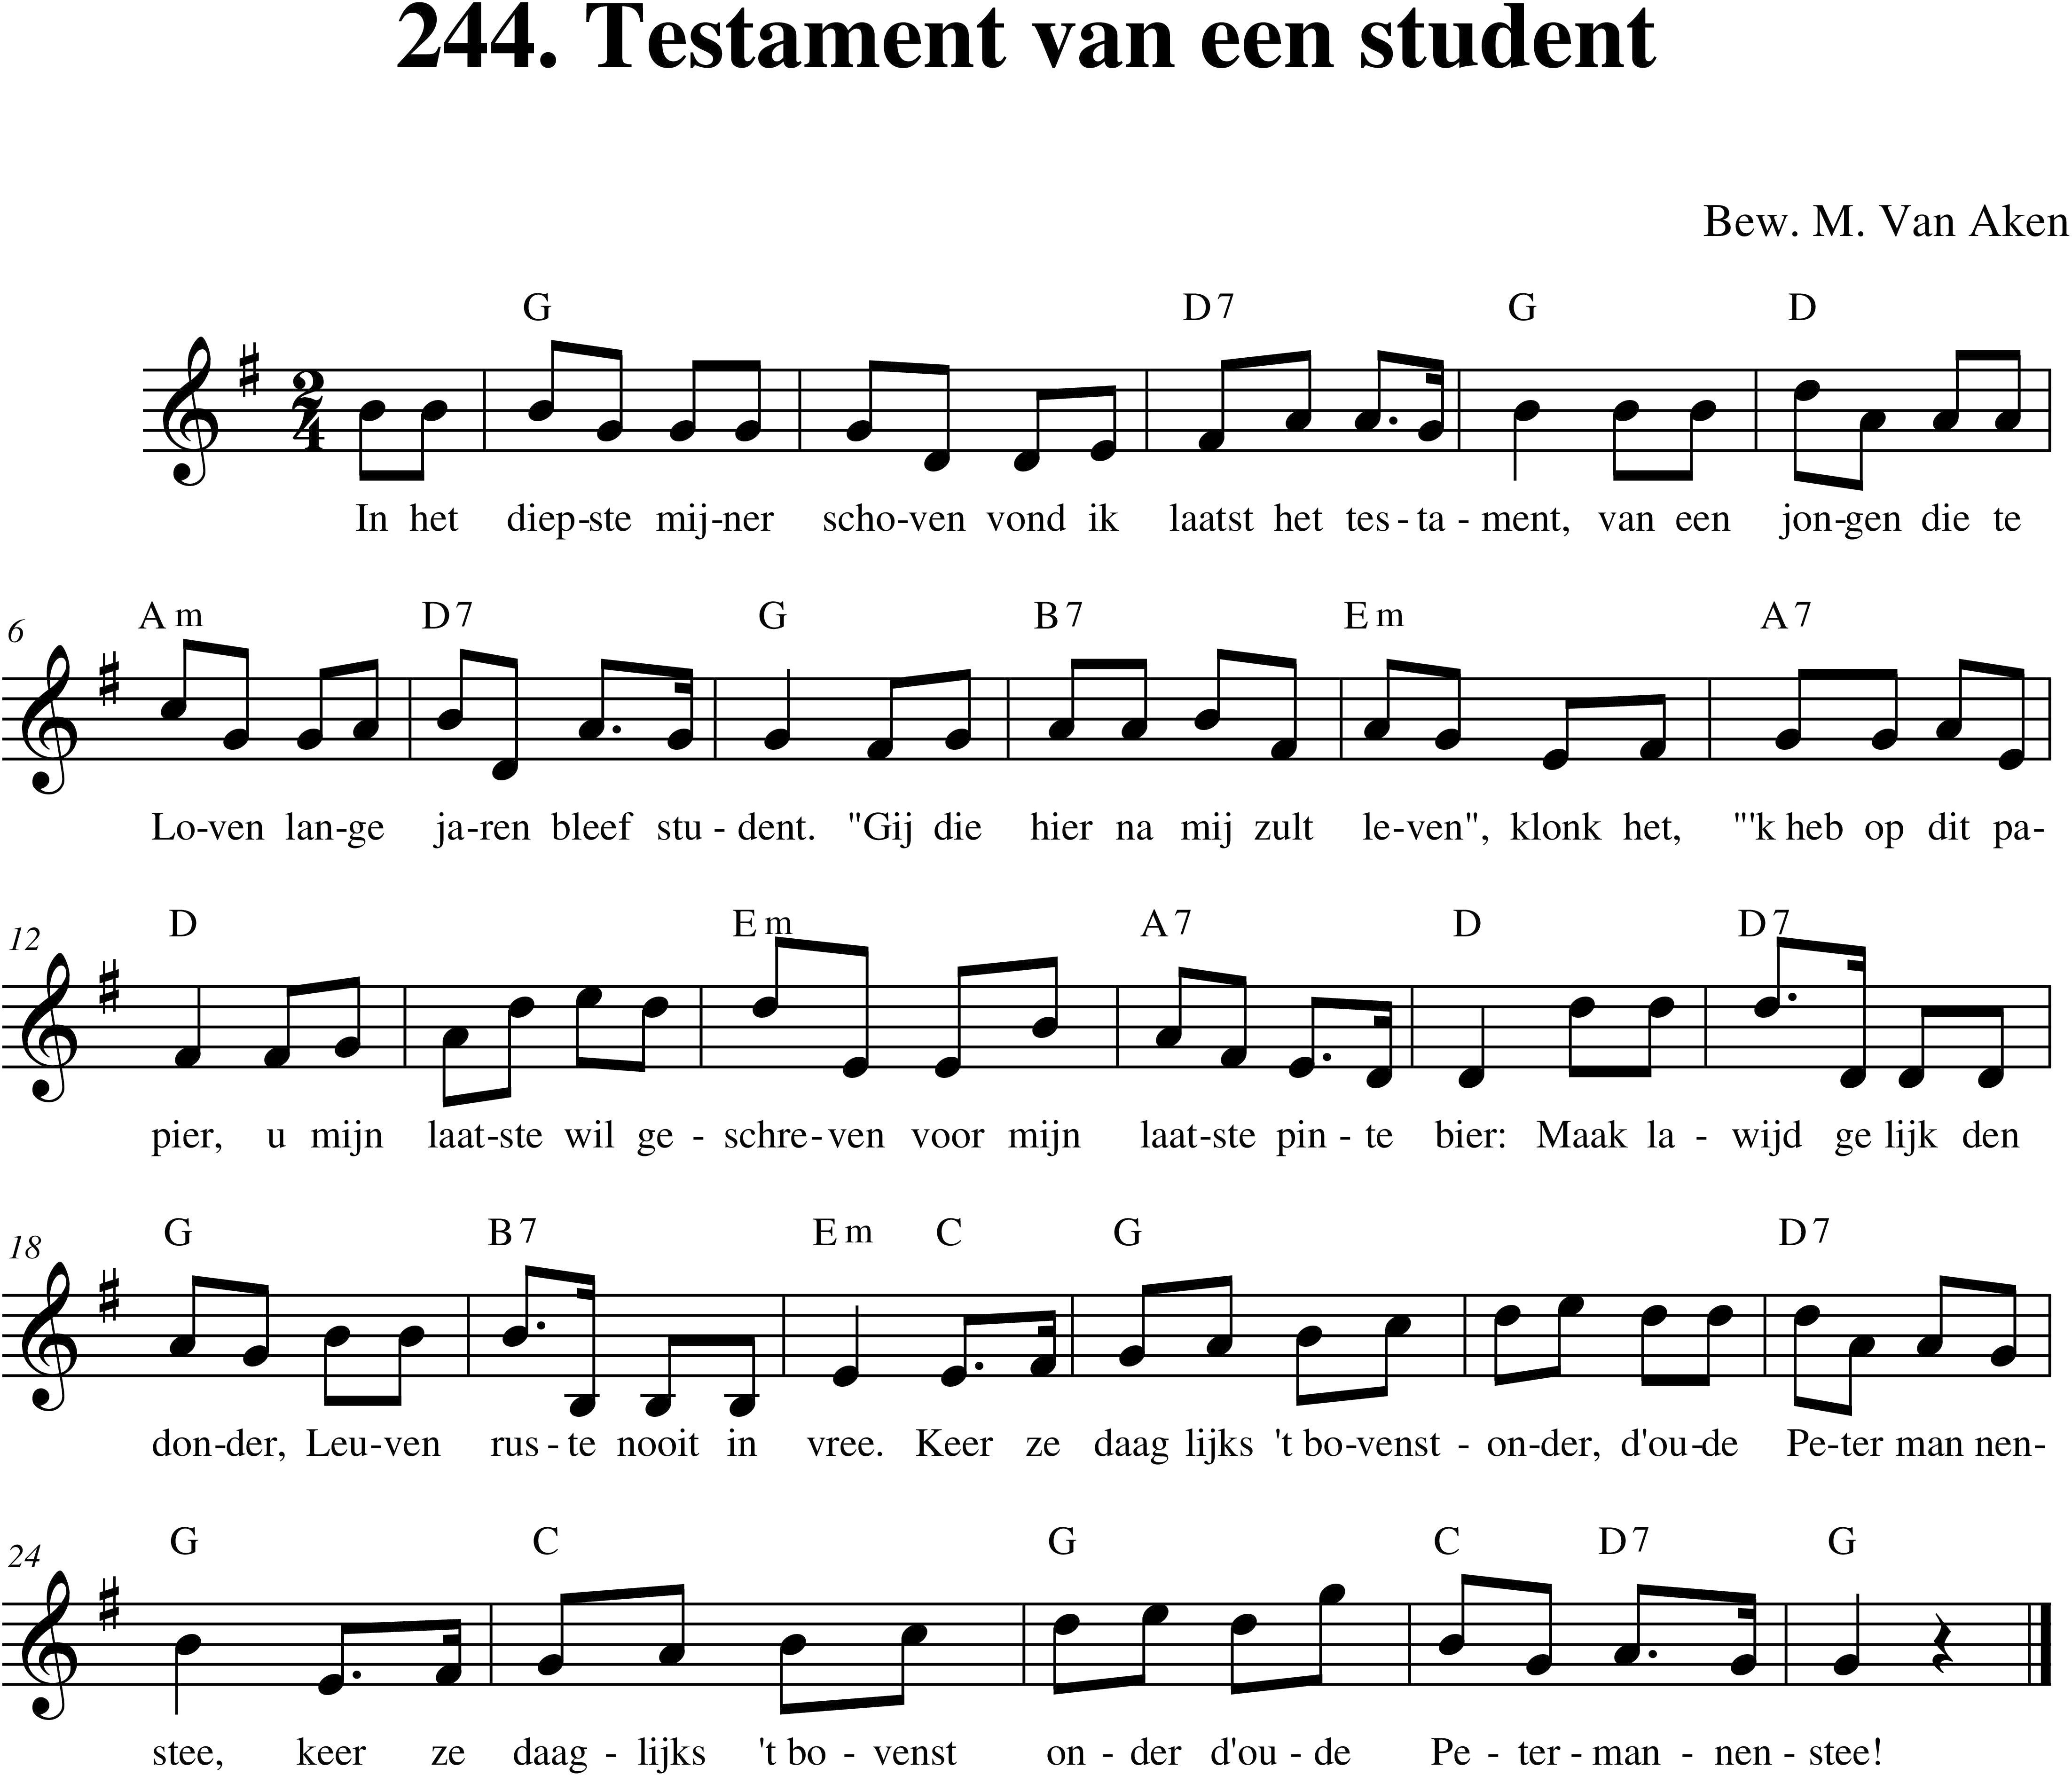 244. Testament van een student
Bew. M. Van Aken
G D7 G D
2
4
In het diep-ste mij-ner scho-ven vond ik laatst het tes-ta-ment, van een jon-gen die te
6 Am D7 G B7 Em A7
Lo-ven lan-ge ja-ren bleef stu-dent. "Gij die hier na mij zult le-ven", klonk het, "'k heb op dit pa-
12 D Em A7 D D7
pier, u mijn laat-ste wil ge-schre-ven voor mijn laat-ste pin-te bier: Maak la-wijd ge lijk den
18 G B7 Em C G D7
don-der, Leu-ven rus-te nooit in vree. Keer ze daag lijks 't bo-venst-on-der, d'ou-de Pe-ter man nen-
24 G C G C D7 G
stee, keer ze daag-lijks 't bo-venst on-der d'ou-de Pe-ter-man-nen-stee!